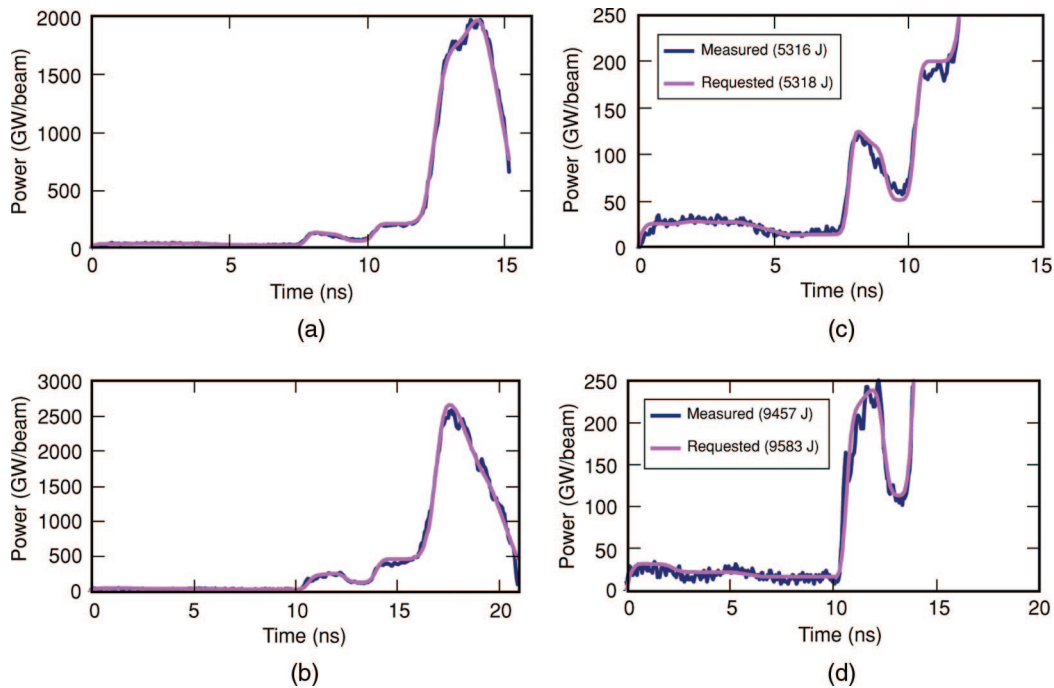 2000
1500
1000
500
0
Power (GW/beam)
0 5 10 15
Time (ns)
(a)
250
200
150
100
50
0
Power (GW/beam)
Measured (5316 J)
Requested (5318 J)
0 5 10 15
Time (ns)
(c)
3000
2500
2000
1500
1000
500
0
Power (GW/beam)
0 5 10 15 20
Time (ns)
(b)
250
200
150
100
50
0
Power (GW/beam)
Measured (9457 J)
Requested (9583 J)
0 5 10 15 20
Time (ns)
(d)